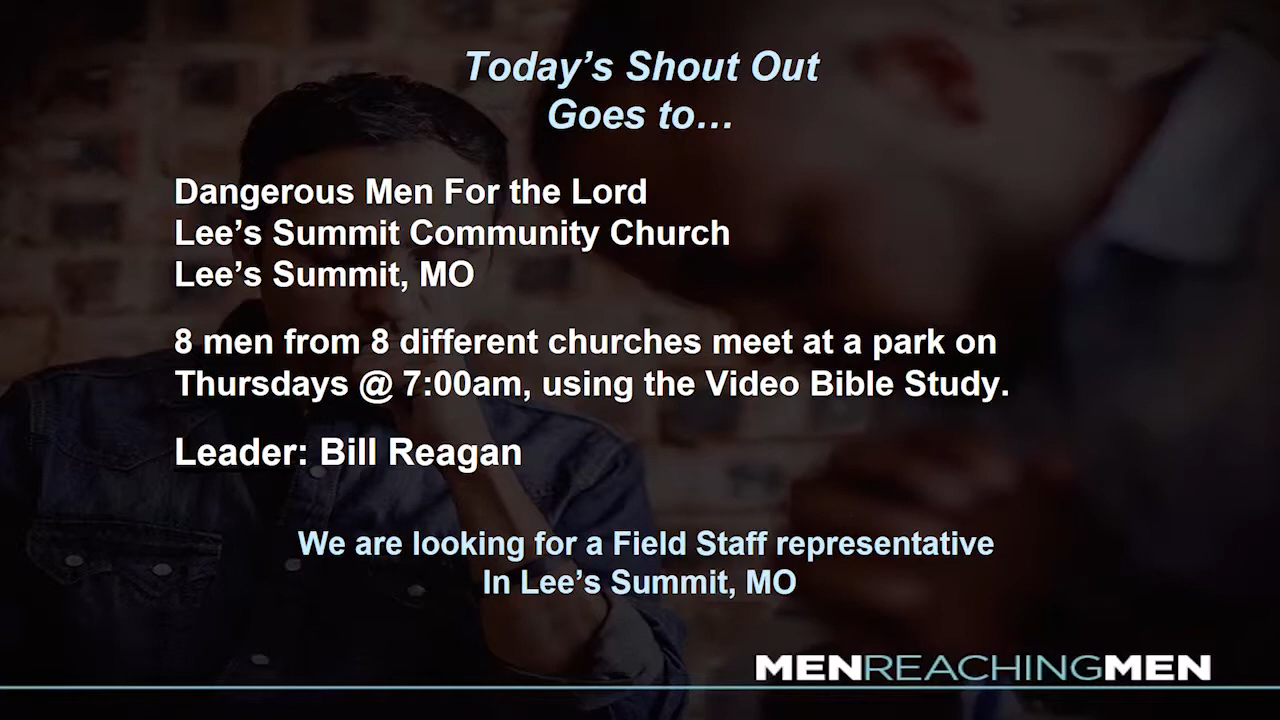 Today’s Shout Out
Goes to…
Dangerous Men For the Lord
Lee’s Summit Community Church
Lee’s Summit, MO
8 men from 8 different churches meet at a park on
Thursdays @ 7:00am, using the Video Bible Study.
Leader: Bill Reagan
We are looking for a Field Staff representative
In Lee’s Summit, MO
MENREACHINGMEN